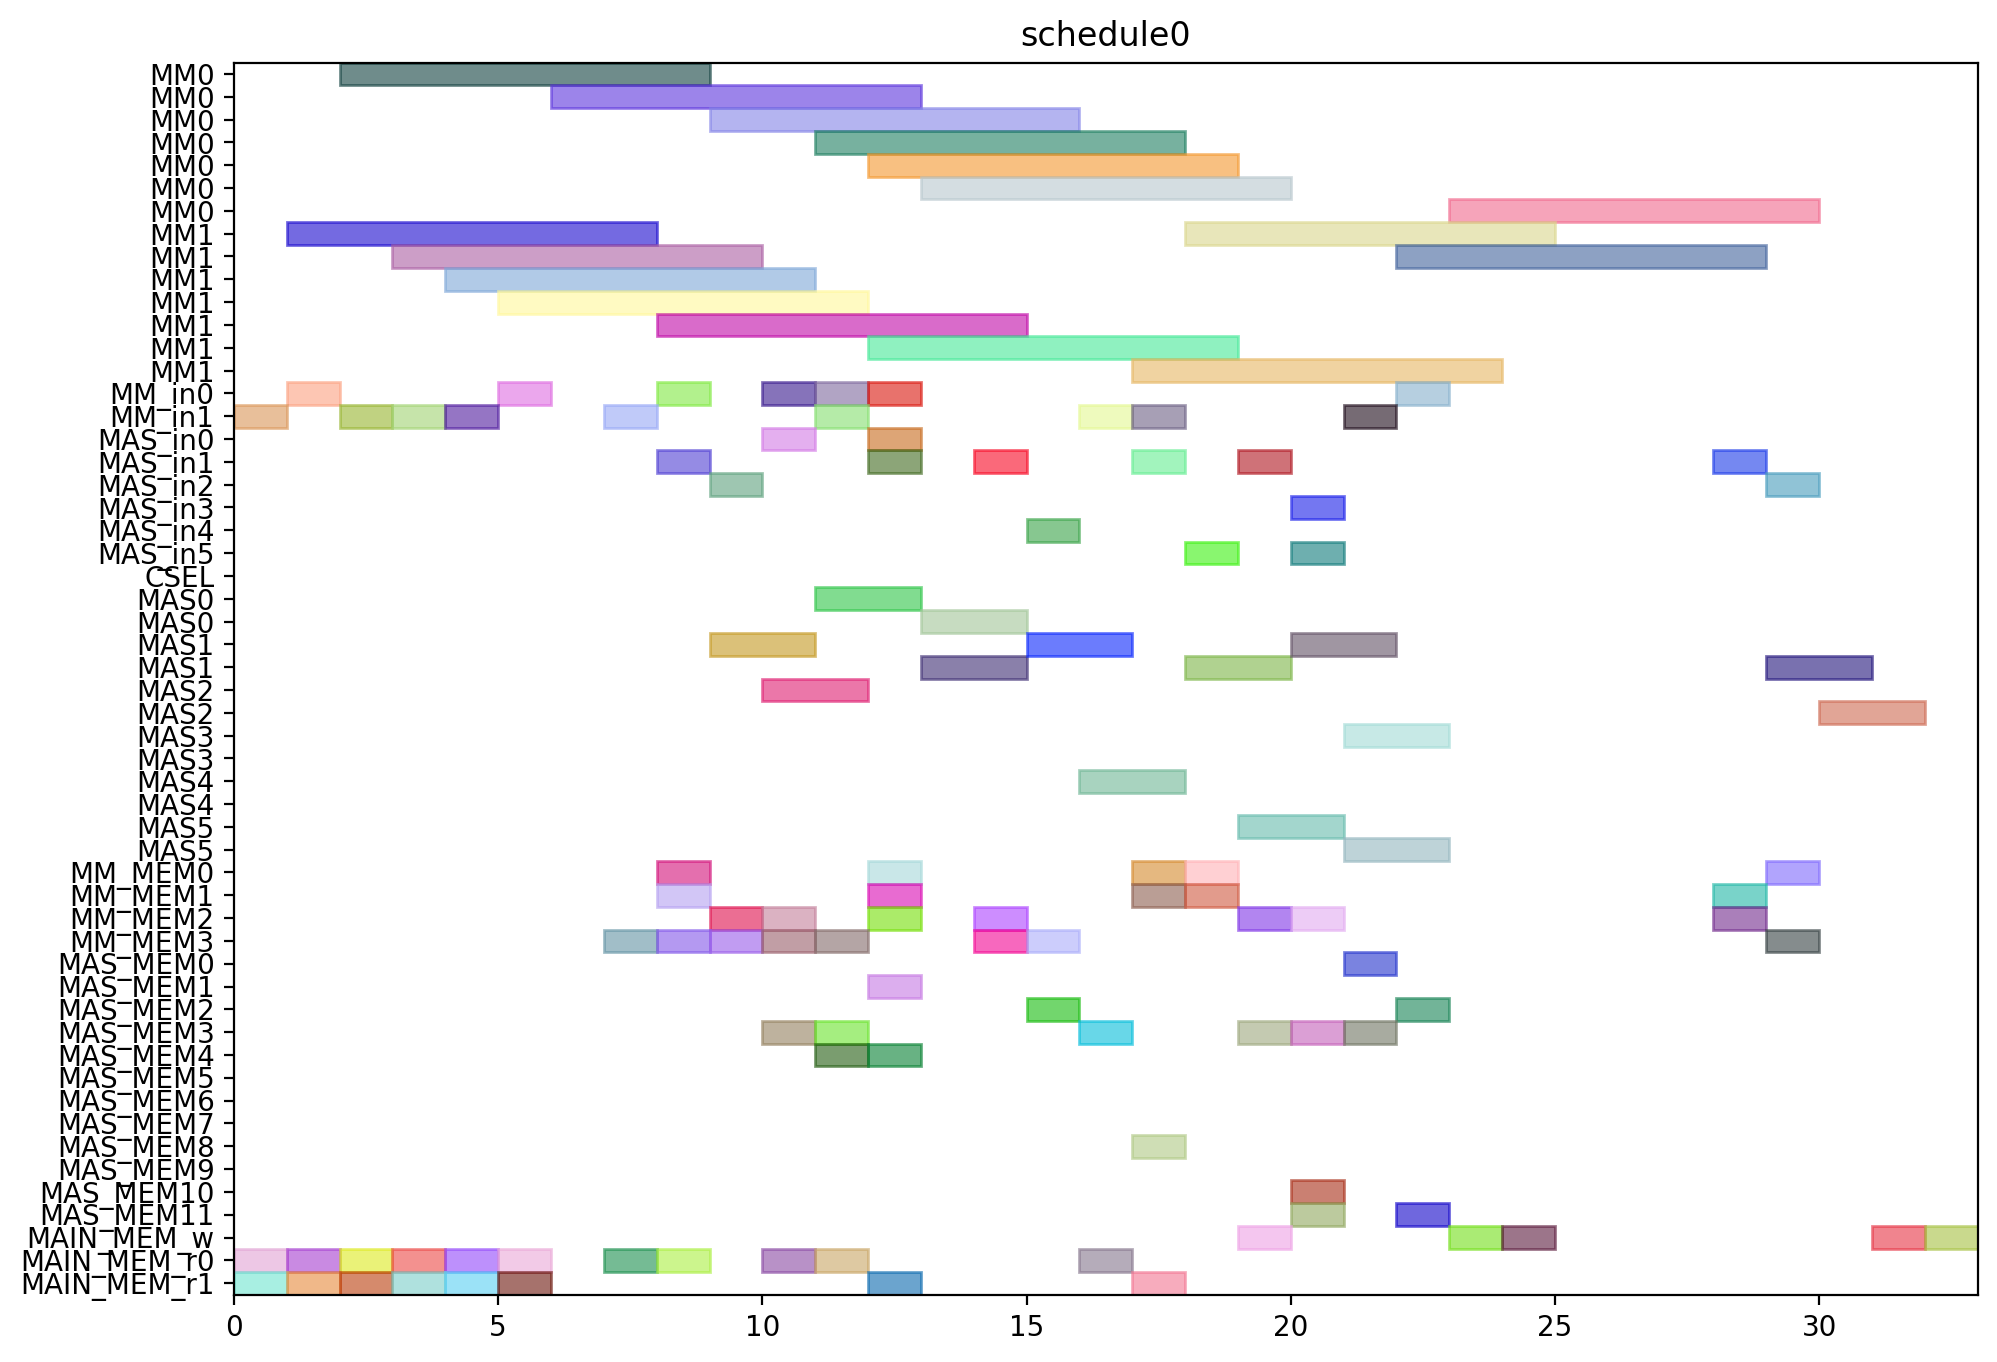 schedule0
MM0
MM0
MM0
MM0
MM0
MM0
MM0
MM1
MM1
MM1
MM1
MM1
MM1
MM1
MM_in0
MM_in1
MAS_in0
MAS_in1
MAS_in2
MAS_in3
MAS_in4
MAS_in5
CSEL
MAS0
MAS0
MAS1
MAS1
MAS2
MAS2
MAS3
MAS3
MAS4
MAS4
MAS5
MAS5
MM_MEM0
MM_MEM1
MM_MEM2
MM_MEM3
MAS_MEM0
MAS_MEM1
MAS_MEM2
MAS_MEM3
MAS_MEM4
MAS_MEM5
MAS_MEM6
MAS_MEM7
MAS_MEM8
MAS_MEM9
MAS_MEM10
MAS_MEM11
MAIN_MEM_w
MAIN_MEM_r0
MAIN_MEM_r1
0 5 10 15 20 25 30